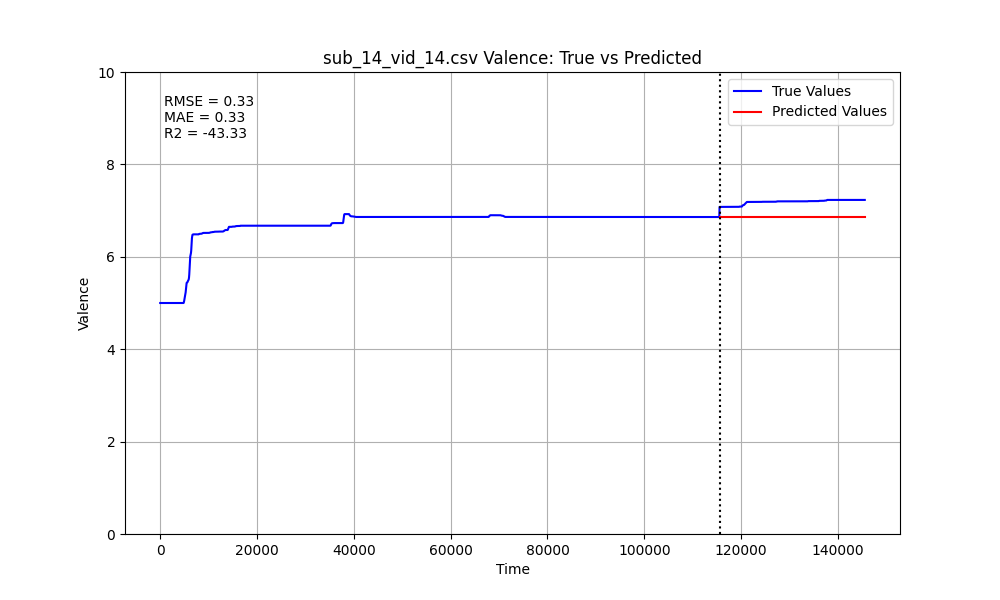 sub_14_vid_14.csv Valence: True vs Predicted
RMSE = 0.33
MAE = 0.33
R2 = -43.33
True Values
Predicted Values
10
8
6
4
2
0
Valence
0 20000 40000 60000 80000 100000 120000 140000
Time